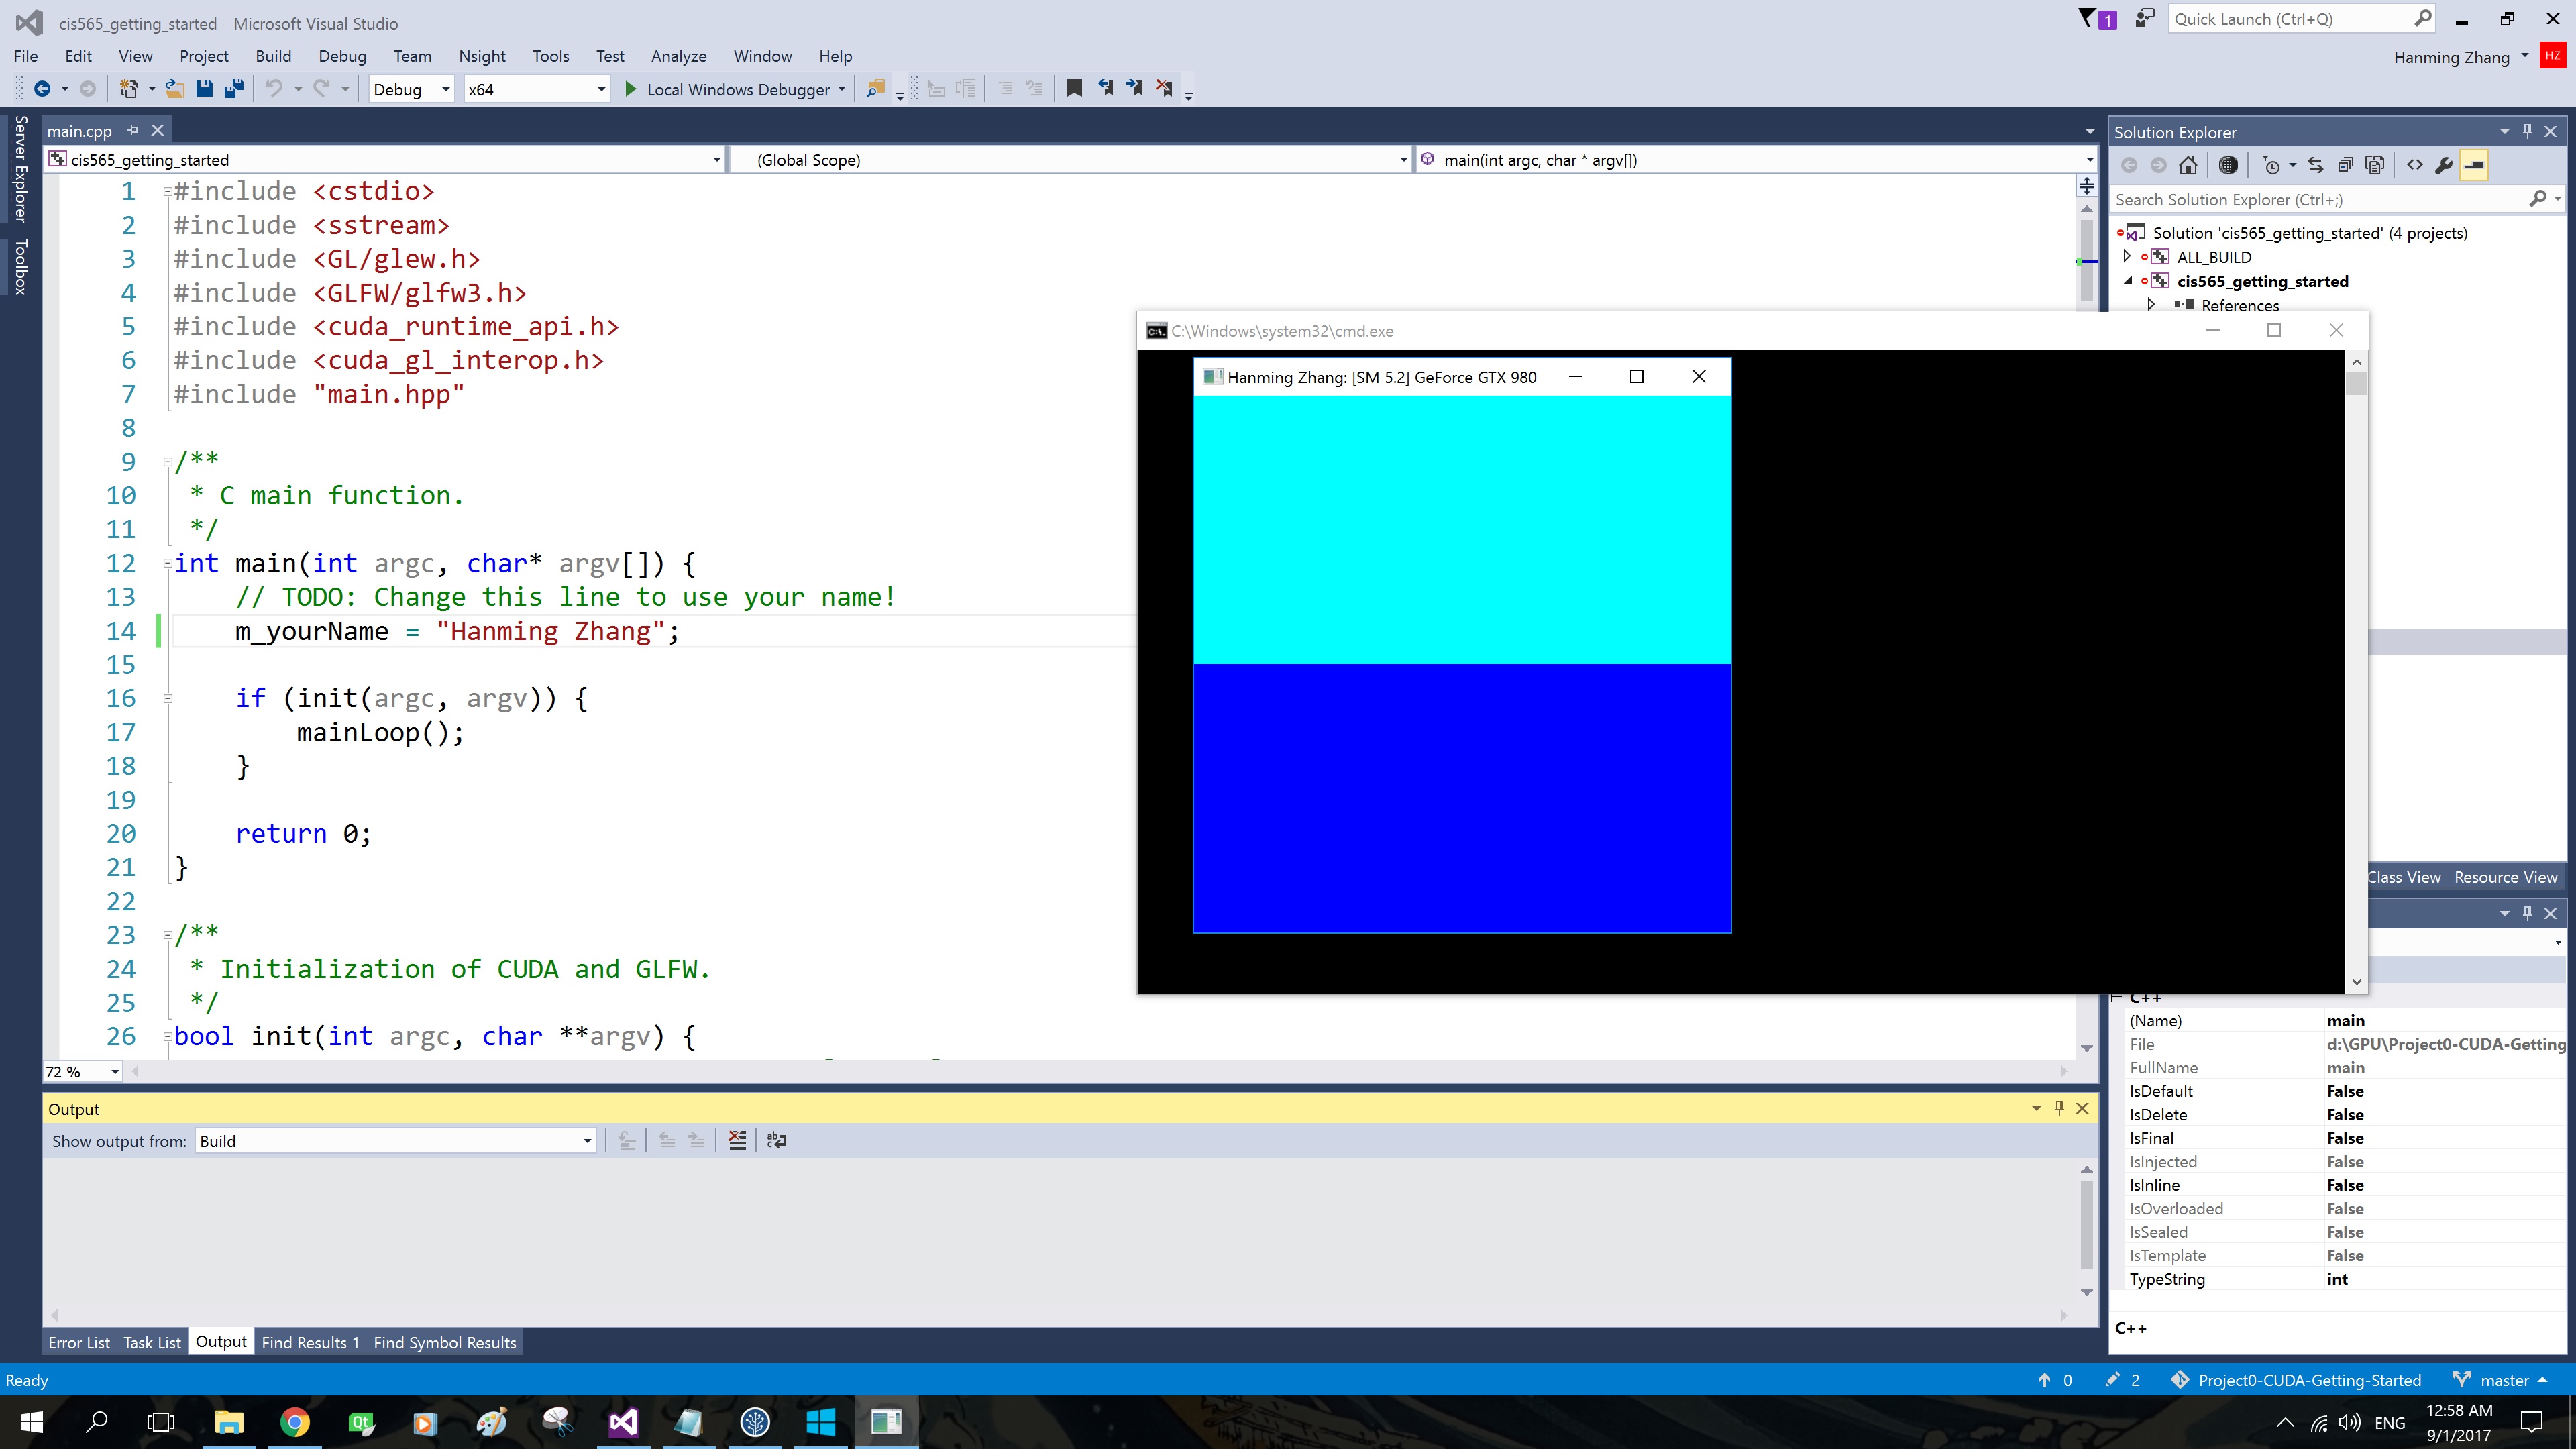 cis565_getting_started - Microsoft Visual Studio
1
Quick Launch (Ctrl+Q)
File Edit View Project Build Debug Team Nsight Tools Test Analyze Window Help
Hanming Zhang
HZ
Debug x64 Local Windows Debugger
Server Explorer
Toolbox
main.cpp
cis565_getting_started (Global Scope) main(int argc, char * argv[])
1 #include <cstdio>
2 #include <sstream>
3 #include <GL/glew.h>
4 #include <GLFW/glfw3.h>
5 #include <cuda_runtime_api.h>
6 #include <cuda_gl_interop.h>
7 #include "main.hpp"
8
9 /**
10 * C main function.
11 */
12 int main(int argc, char* argv[]) {
13 // TODO: Change this line to use your name!
14 m_yourName = "Hanming Zhang";
15
16 if (init(argc, argv)) {
17 mainLoop();
18 }
19
20 return 0;
21 }
22
23 /**
24 * Initialization of CUDA and GLFW.
25 */
26 bool init(int argc, char **argv) {
72 %
C:\Windows\system32\cmd.exe
Hanming Zhang: [SM 5.2] GeForce GTX 980
Solution Explorer
Search Solution Explorer (Ctrl+;)
Solution 'cis565_getting_started' (4 projects)
ALL_BUILD
cis565_getting_started
References
Class View Resource View
C++
(Name) main
File d:\GPU\Project0-CUDA-Getting
FullName main
IsDefault False
IsDelete False
IsFinal False
IsInjected False
IsInline False
IsOverloaded False
IsSealed False
IsTemplate False
TypeString int
C++
Output
Show output from: Build
Error List Task List Output Find Results 1 Find Symbol Results
Ready
0 2 Project0-CUDA-Getting-Started master
Qt
ENG
12:58 AM
9/1/2017